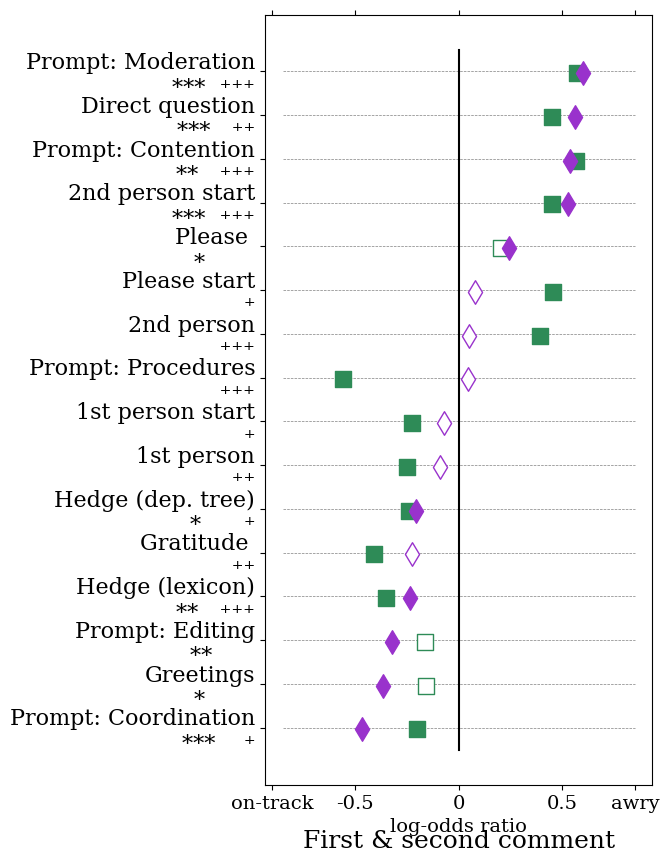 Prompt: Moderation
*** +++
Direct question
*** ++
Prompt: Contention
** +++
2nd person start
*** +++
Please
*
Please start
+
2nd person
+++
Prompt: Procedures
+++
1st person start
+
1st person
++
Hedge (dep. tree)
* +
Gratitude
++
Hedge (lexicon)
** +++
Prompt: Editing
**
Greetings
*
Prompt: Coordination
*** +
on-track -0.5 0 0.5 awry
log-odds ratio
First & second comment